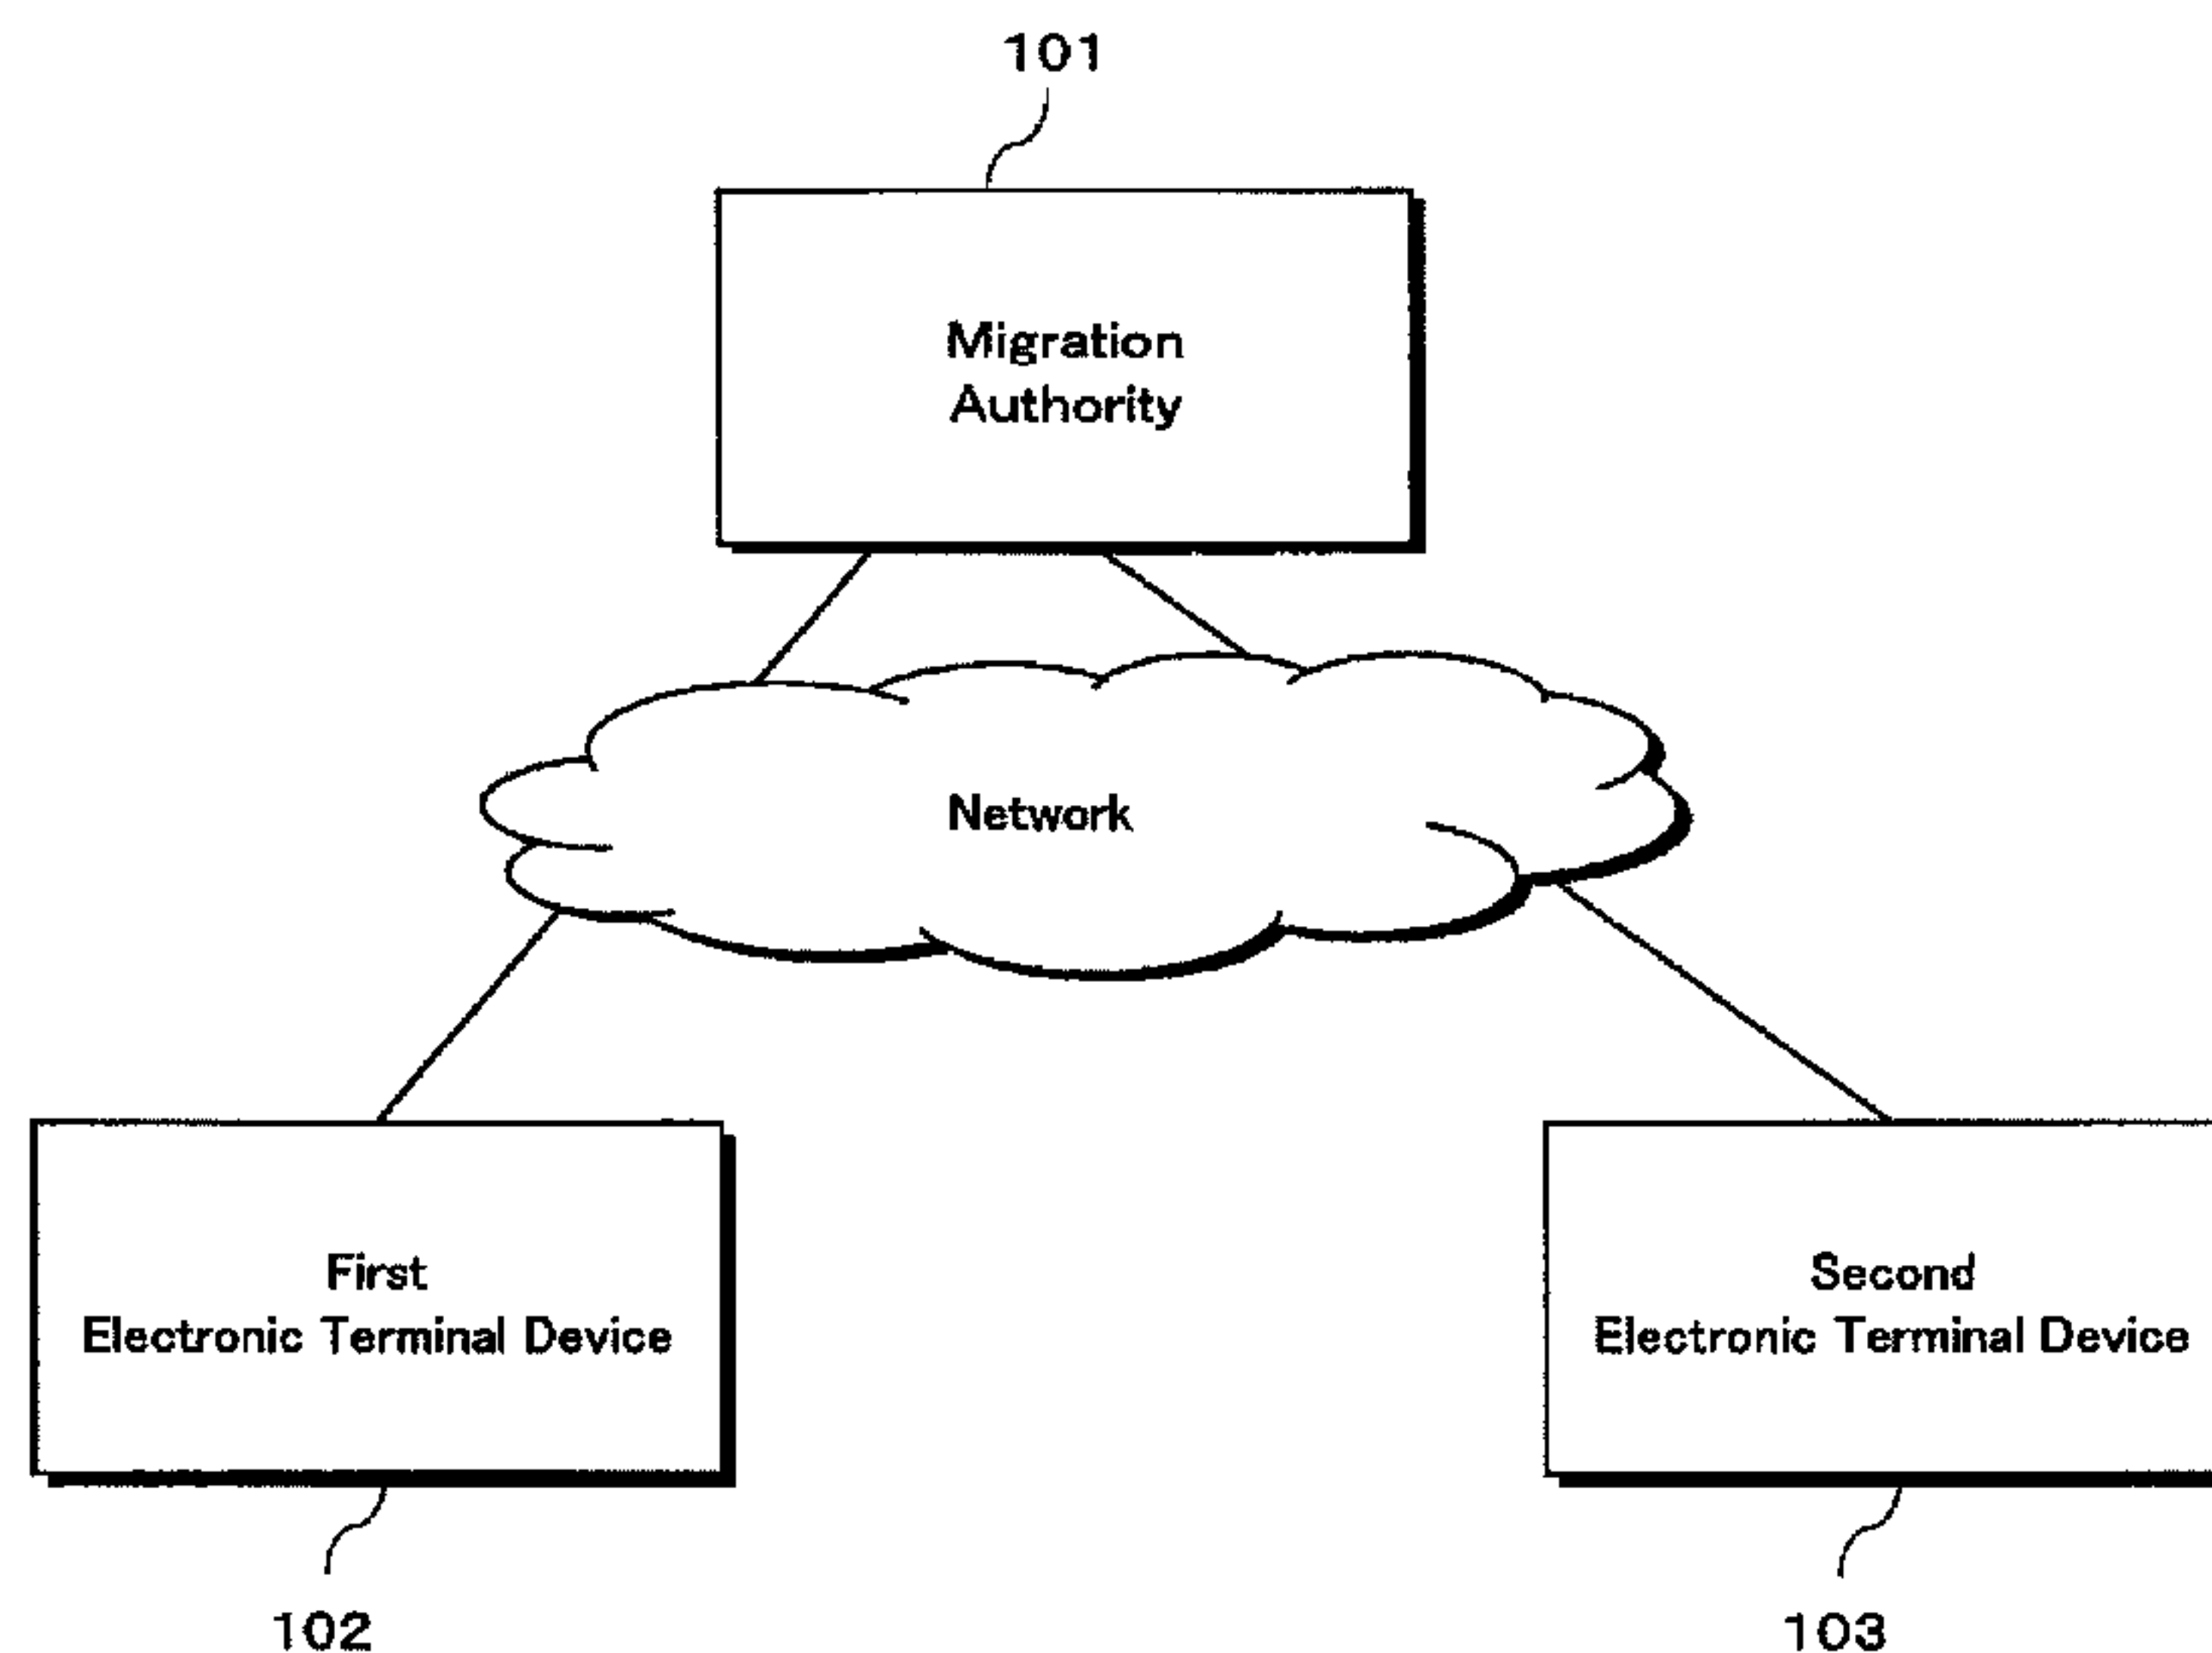 101
Migration
Authority
Network
First
Electronic Terminal Device
Second
Electronic Terminal Device
102
103